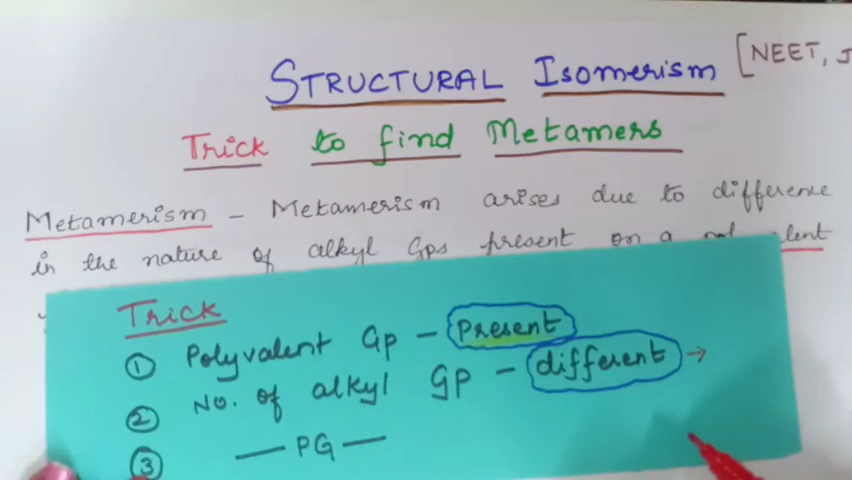 STRUCTURAL Isomerism [NEET, J
Trick to find Metamers
Metamerism - Metamerism arises due to difference
in the nature of alkyl Gps present on a
Trick
① Polyvalent Gp - Present
② No. of alkyl GP - different →
③ — PG —